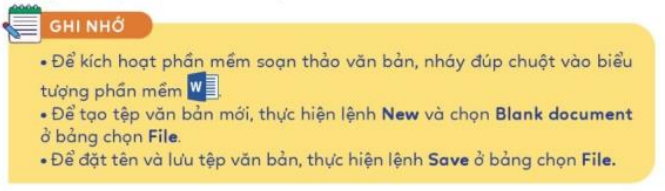 GHI NHỚ
• Để kích hoạt phần mềm soạn thảo văn bản, nháy đúp chuột vào biểu
tượng phần mềm W.
• Để tạo tệp văn bản mới, thực hiện lệnh New và chọn Blank document
ở bảng chọn File.
• Để đặt tên và lưu tệp văn bản, thực hiện lệnh Save ở bảng chọn File.